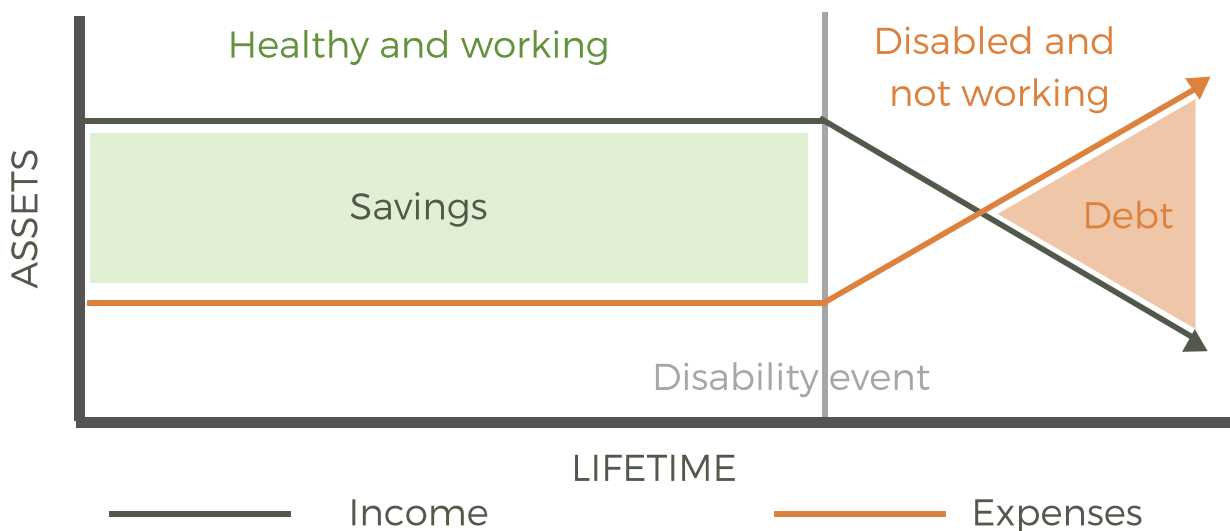 Healthy and working
Disabled and
not working
ASSETS
Savings
Debt
Disability event
LIFETIME
Income
Expenses